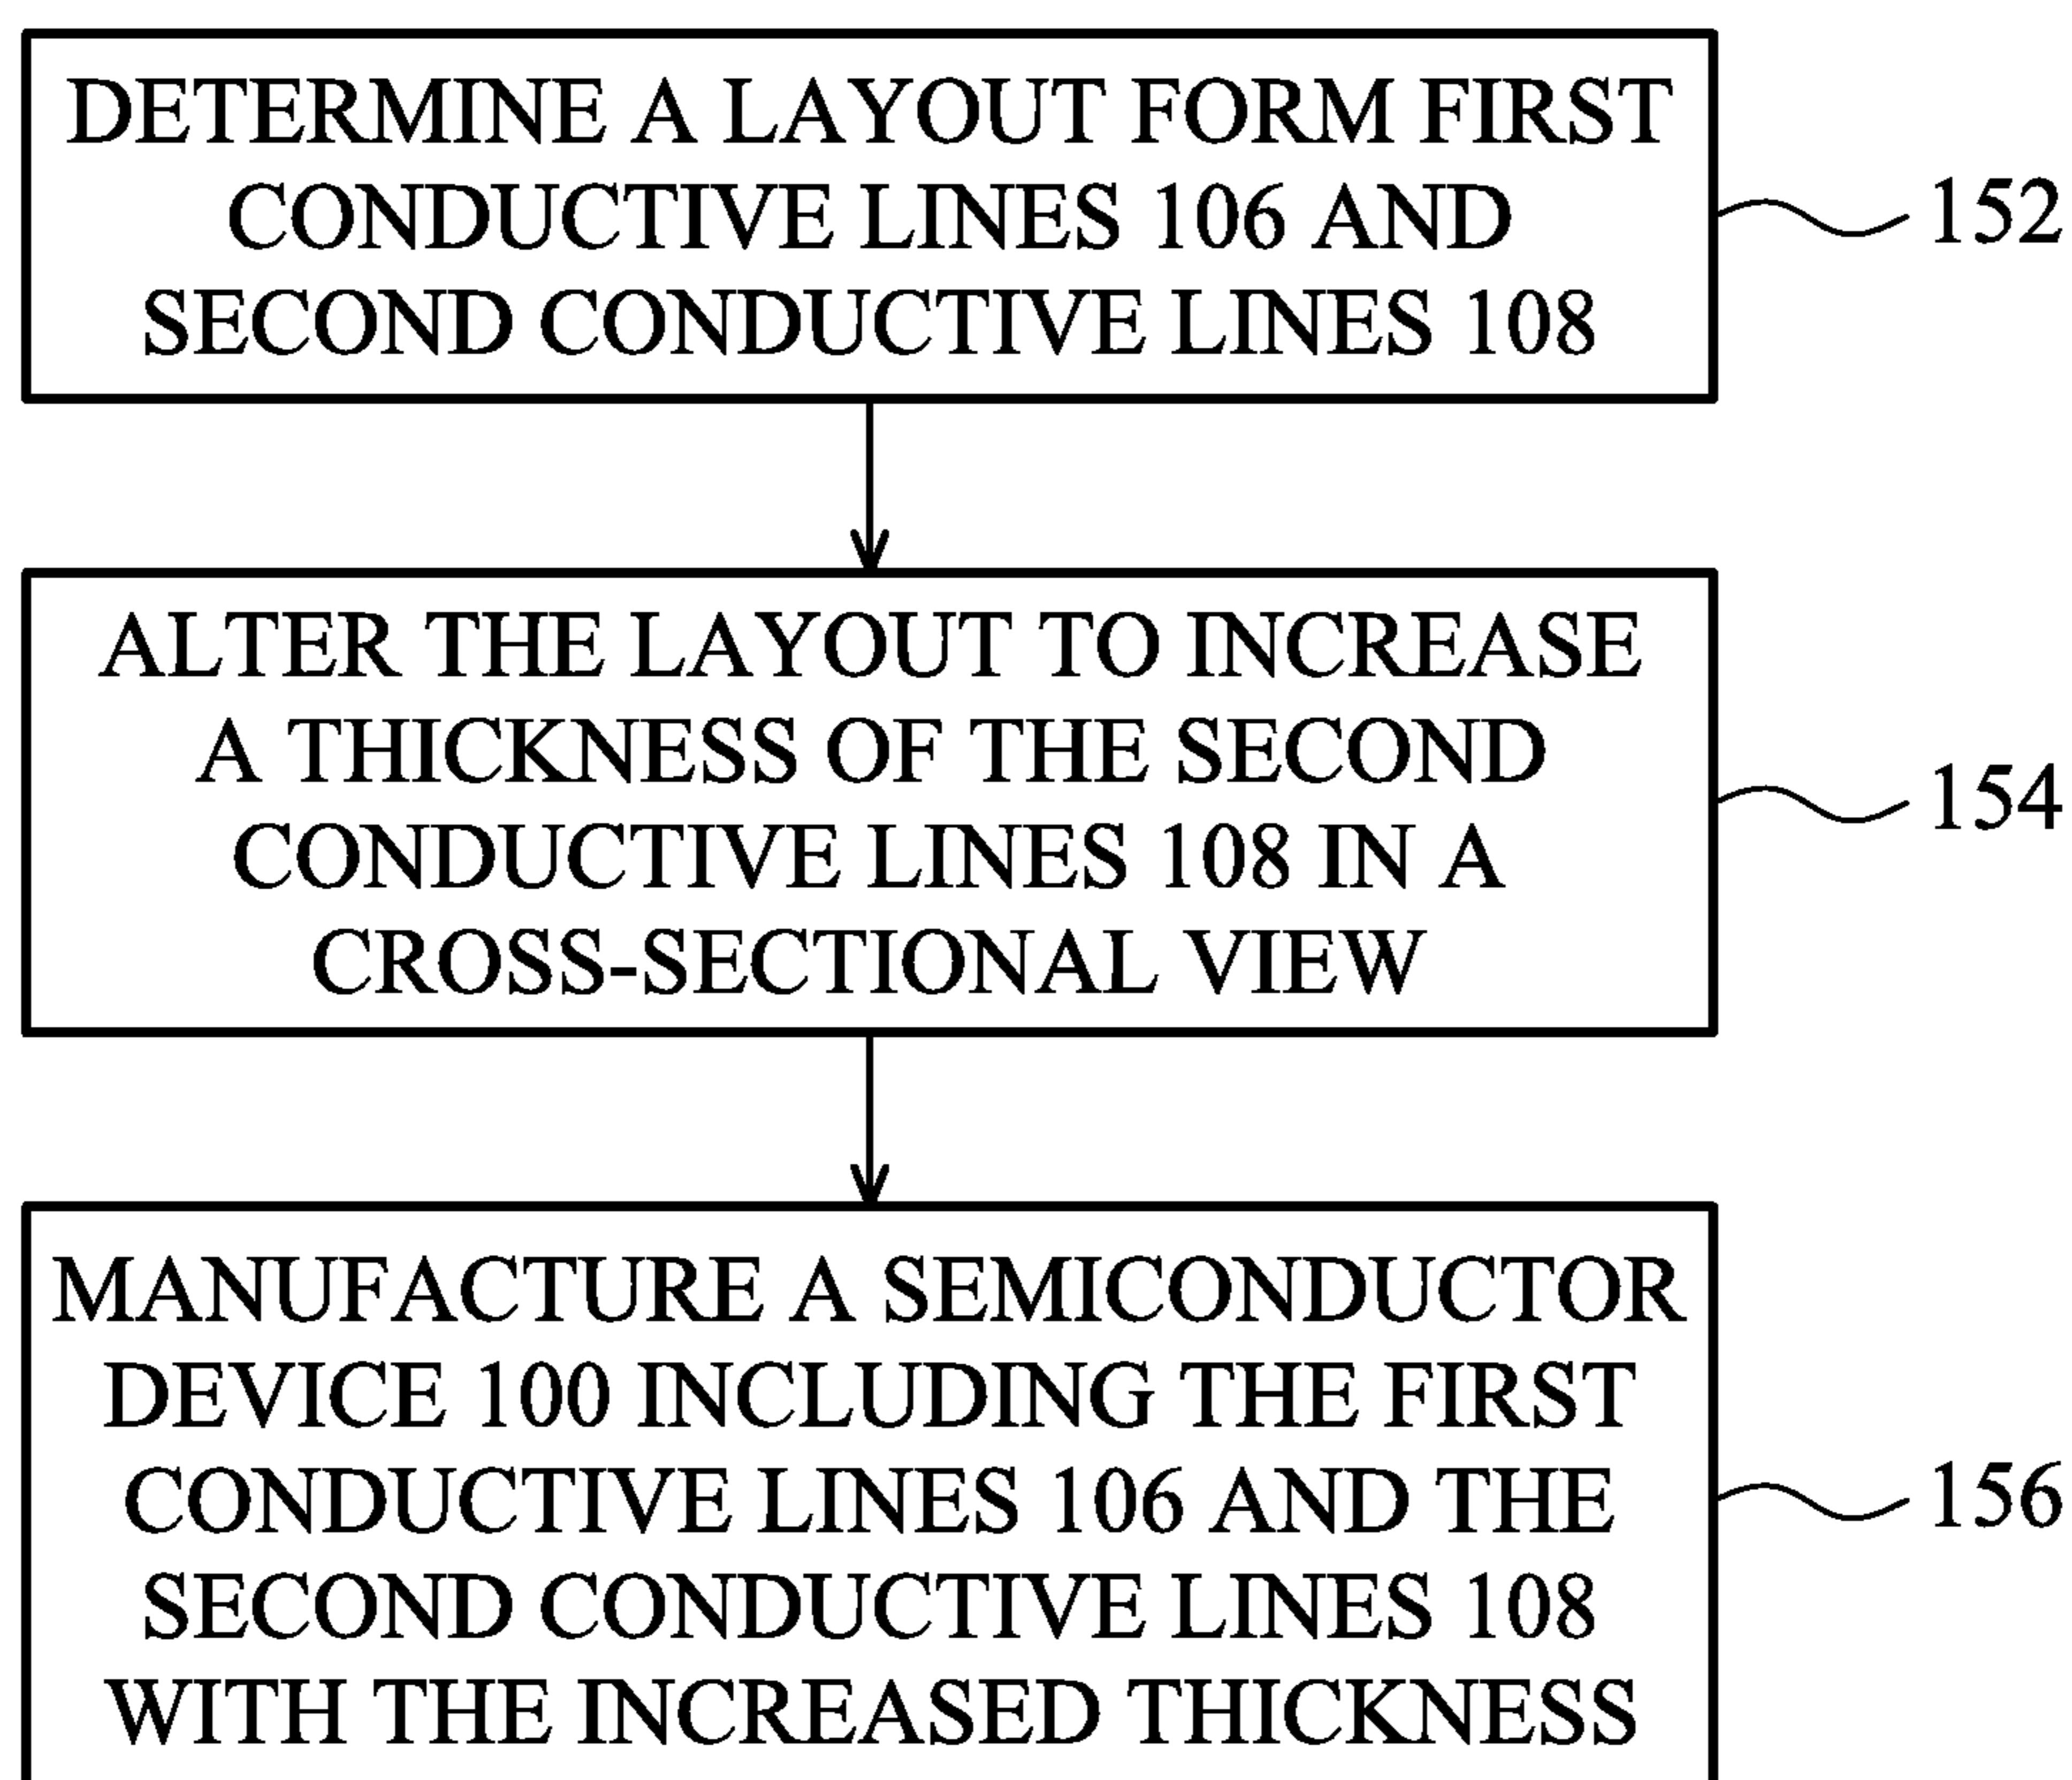 DETERMINE A LAYOUT FORM FIRST
CONDUCTIVE LINES 106 AND
SECOND CONDUCTIVE LINES 108
152
ALTER THE LAYOUT TO INCREASE
A THICKNESS OF THE SECOND
CONDUCTIVE LINES 108 IN A
CROSS-SECTIONAL VIEW
154
MANUFACTURE A SEMICONDUCTOR
DEVICE 100 INCLUDING THE FIRST
CONDUCTIVE LINES 106 AND THE
SECOND CONDUCTIVE LINES 108
WITH THE INCREASED THICKNESS
156